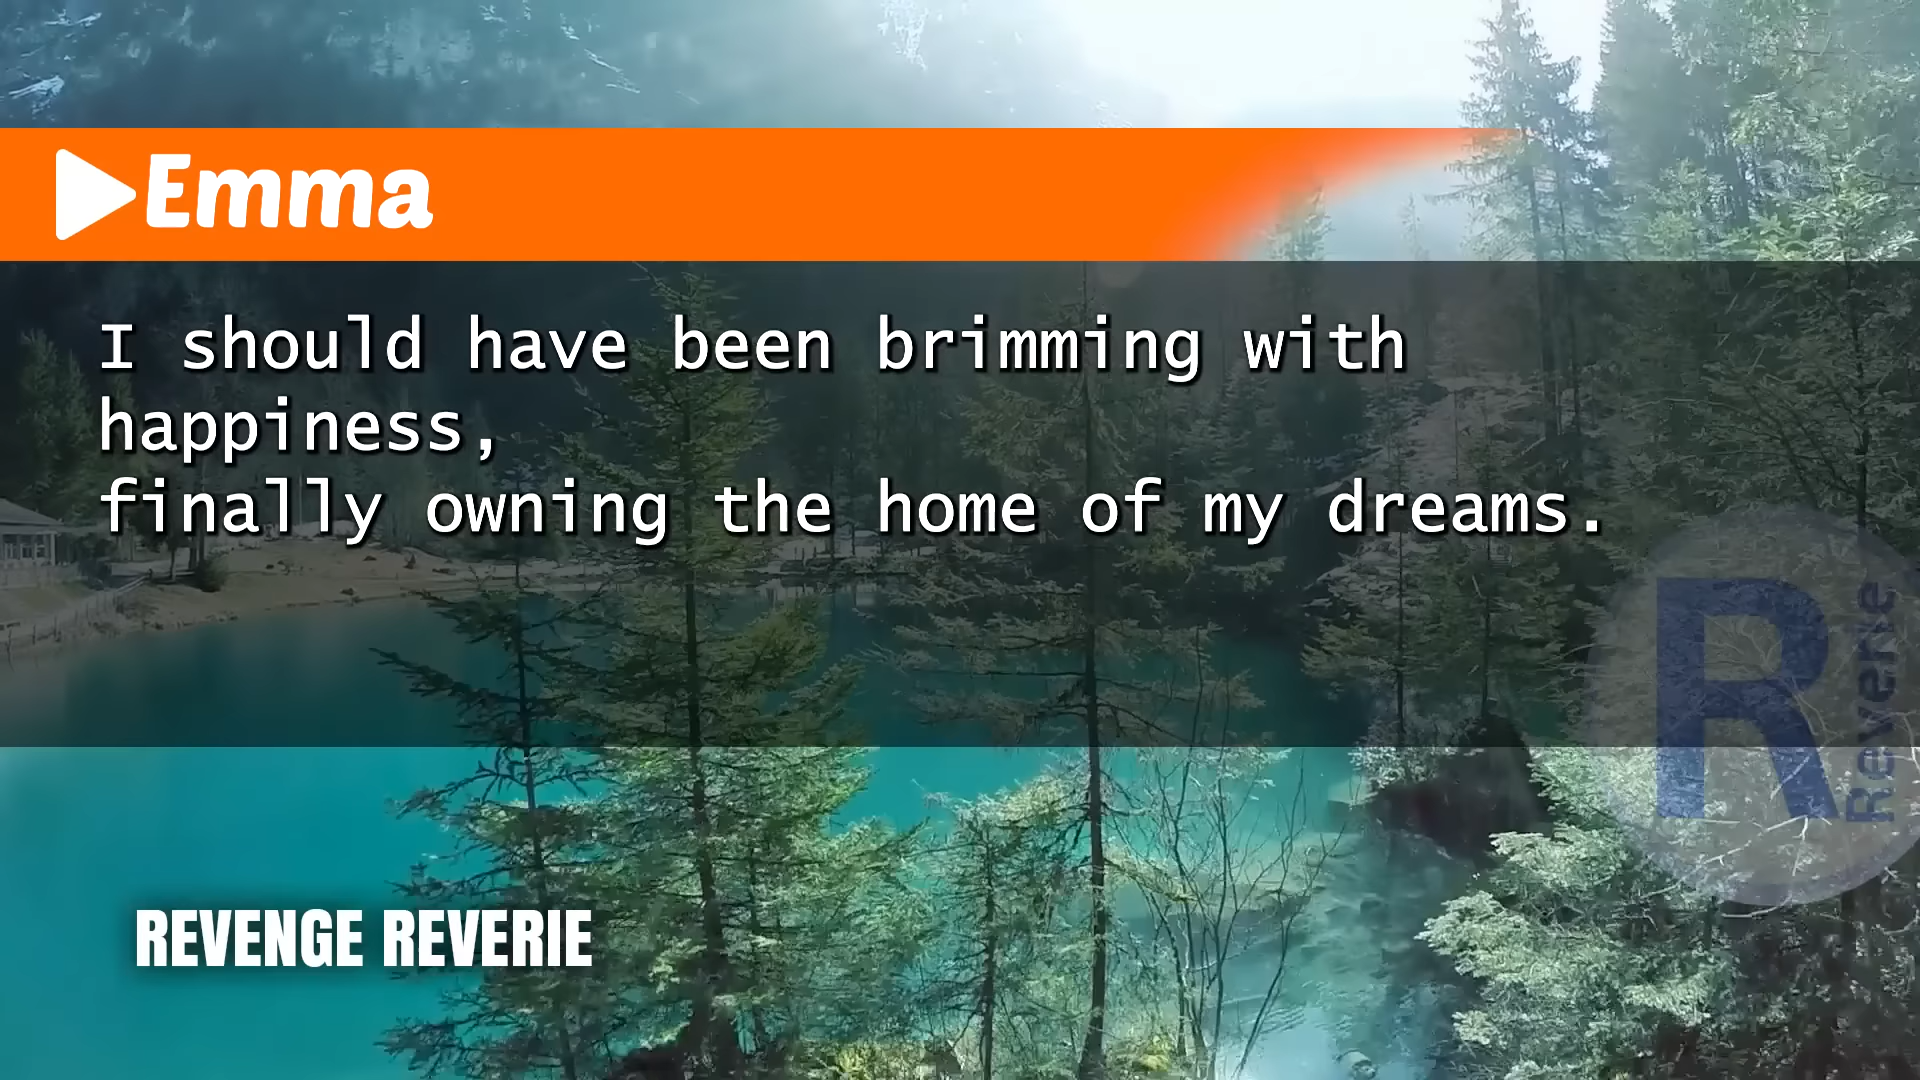 Emma
I should have been brimming with
happiness,
finally owning the home of my dreams.
R
Reverie
REVENGE REVERIE